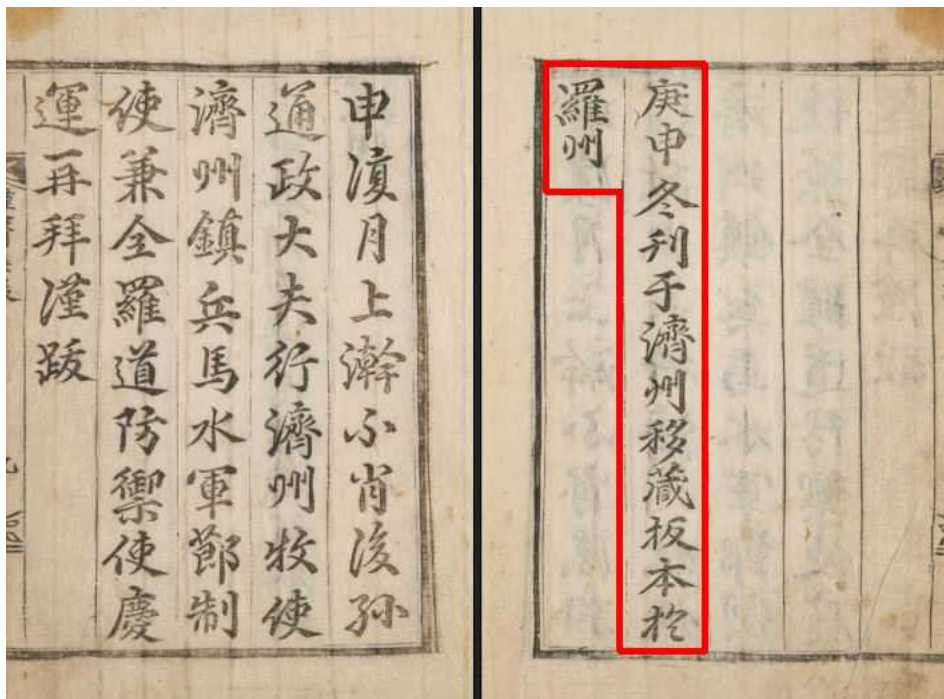 申復月上澣不肖後孫
通政大夫行濟州牧使
濟州鎮兵馬水軍節制
使兼全羅道防禦使慶
運再拜謹跋
庚申冬刊于濟州移藏板本於
羅州